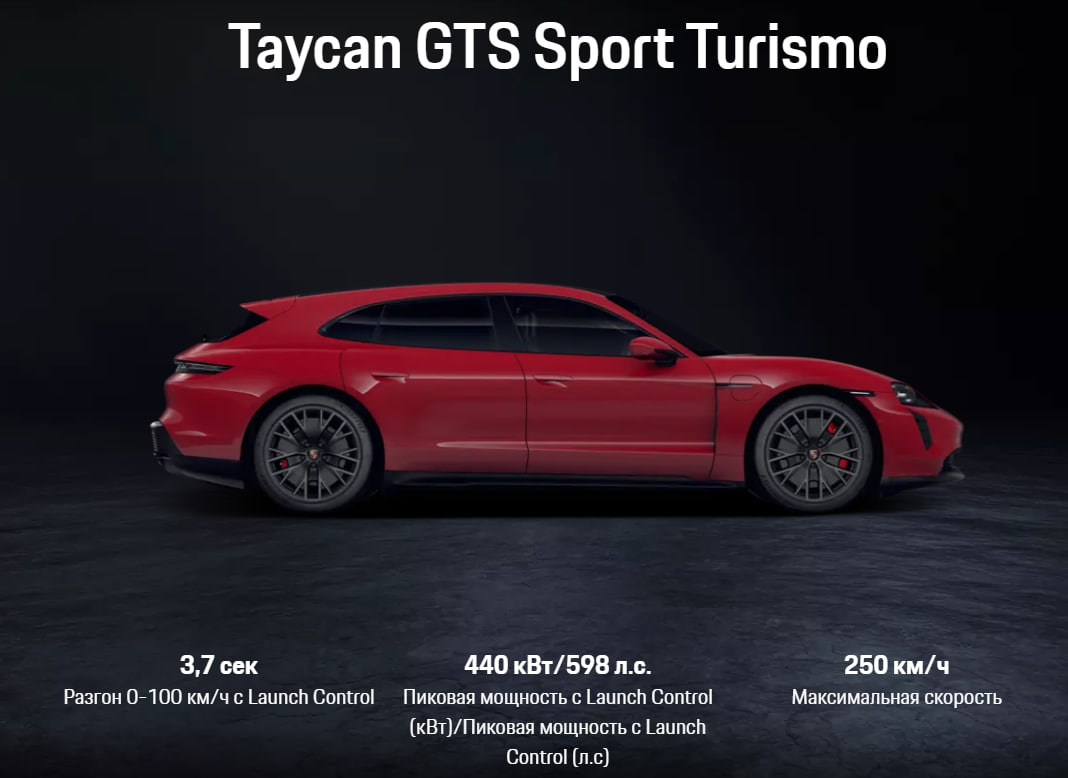 Taycan GTS Sport Turismo
3,7 сек
Разгон 0-100 км/ч с Launch Control
440 кВт/598 л.с.
Пиковая мощность с Launch Control
(кВт)/Пиковая мощность с Launch
Control (л.с)
250 км/ч
Максимальная скорость